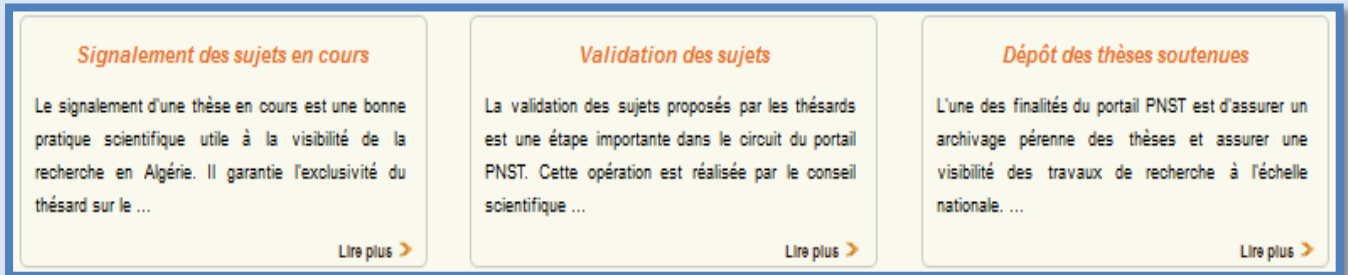 Signalement des sujets en cours
Le signalement d'une thèse en cours est une bonne
pratique scientifique utile à la visibilité de la
recherche en Algérie. Il garantie l'exclusivité du
thésard sur le ...
Lire plus
Validation des sujets
La validation des sujets proposés par les thésards
est une étape importante dans le circuit du portail
PNST. Cette opération est réalisée par le conseil
scientifique ...
Lire plus
Dépôt des thèses soutenues
L'une des finalités du portail PNST est d'assurer un
archivage pérenne des thèses et assurer une
visibilité des travaux de recherche à l'échelle
nationale. ...
Lire plus